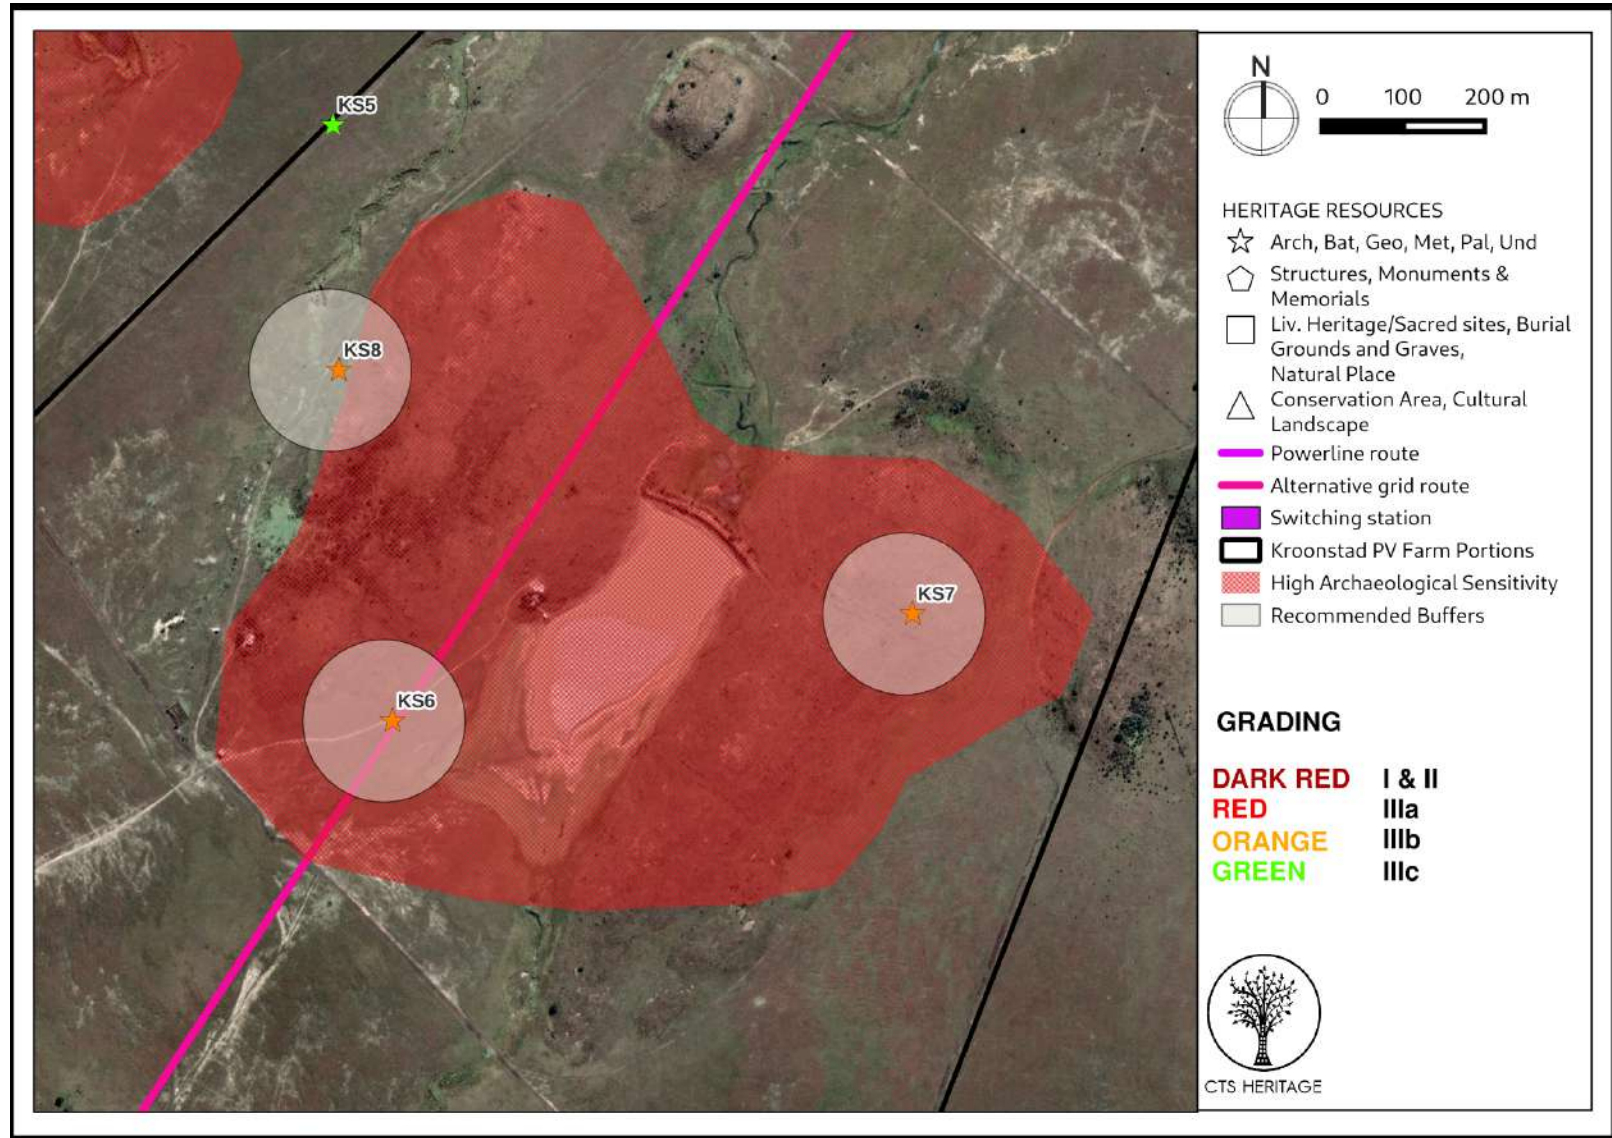 KS5
KS8
KS7
KS6
N
0 100 200 m
HERITAGE RESOURCES
Arch, Bat, Geo, Met, Pal, Und
Structures, Monuments &
Memorials
Liv. Heritage/Sacred sites, Burial
Grounds and Graves,
Natural Place
Conservation Area, Cultural
Landscape
Powerline route
Alternative grid route
Switching station
Kroonstad PV Farm Portions
High Archaeological Sensitivity
Recommended Buffers
GRADING
DARK RED I & II
RED IIIa
ORANGE IIIb
GREEN IIIc
CTS HERITAGE